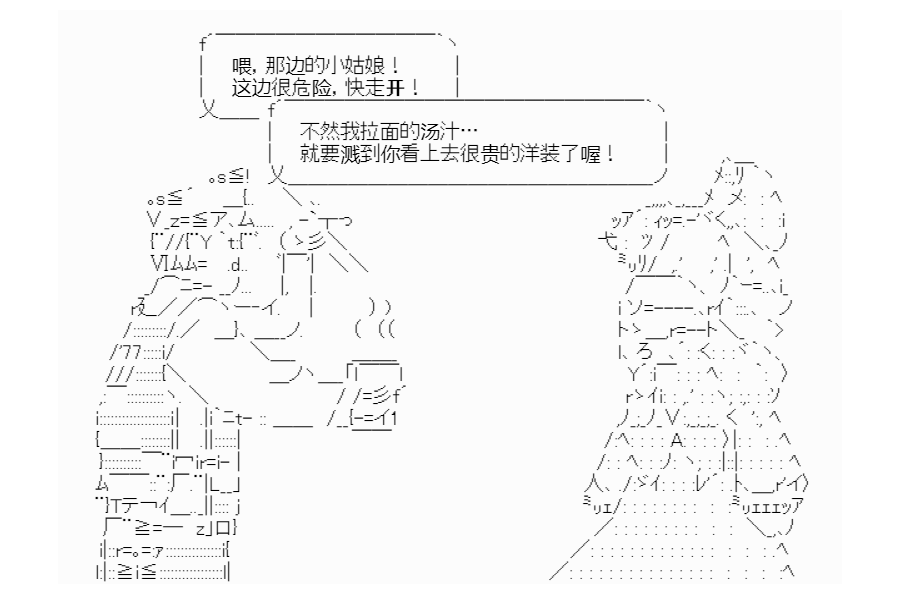 喂，那边的小姑娘！
这边很危险，快走开！
不然我拉面的汤汁…
就要溅到你看上去很贵的洋装了喔！